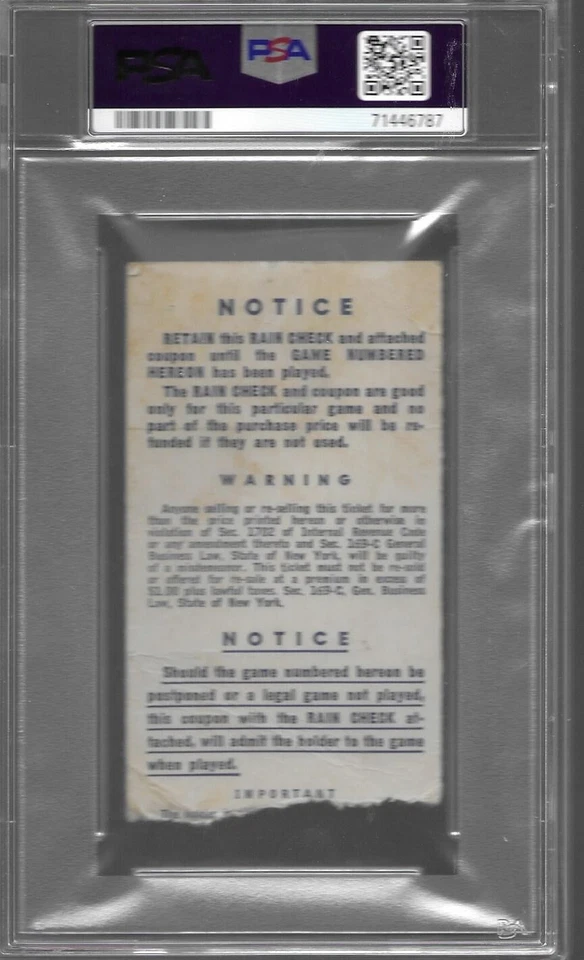 PSA
PSA
71446787
NOTICE
RETAIN this RAIN CHECK and attached
coupon until the GAME NUMBERED
HEREON has been played.
The RAIN CHECK and coupon are good
only for this particular game and no
part of the purchase price will be re-
funded if they are not used.
WARNING
Anyone selling or re-selling this ticket for more
than the price printed hereon or otherwise in
violation of Sec. 1702 of Internal Revenue Code
or any amendment thereto and Sec. 169-C General
Business Law, State of New York, will be guilty
of a misdemeanor. This ticket must not be re-sold
or offered for re-sale at a premium in excess of
$1.00 plus lawful taxes. Sec. 169-C, Gen. Business
Law, State of New York.
NOTICE
Should the game numbered hereon be
postponed or a legal game not played,
this coupon with the RAIN CHECK at-
tached, will admit the holder to the game
when played.
IMPORTANT
PSA